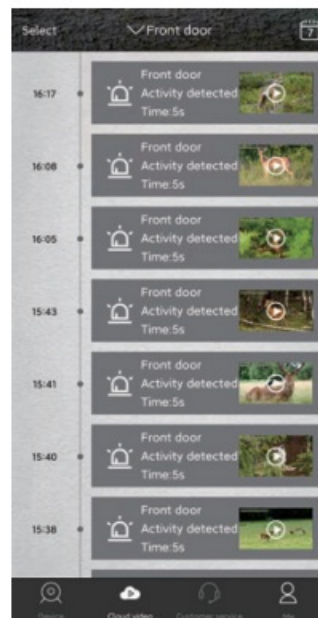 Select
Front door
7
16:17
Front door
Activity detected
Time:5s
16:08
Front door
Activity detected
Time:5s
16:05
Front door
Activity detected
Time:5s
15:43
Front door
Activity detected
Time:5s
15:41
Front door
Activity detected
Time:5s
15:40
Front door
Activity detected
Time:5s
15:38
Front door
Activity detected
Time:5s
Device
Cloud video
Customer service
Me